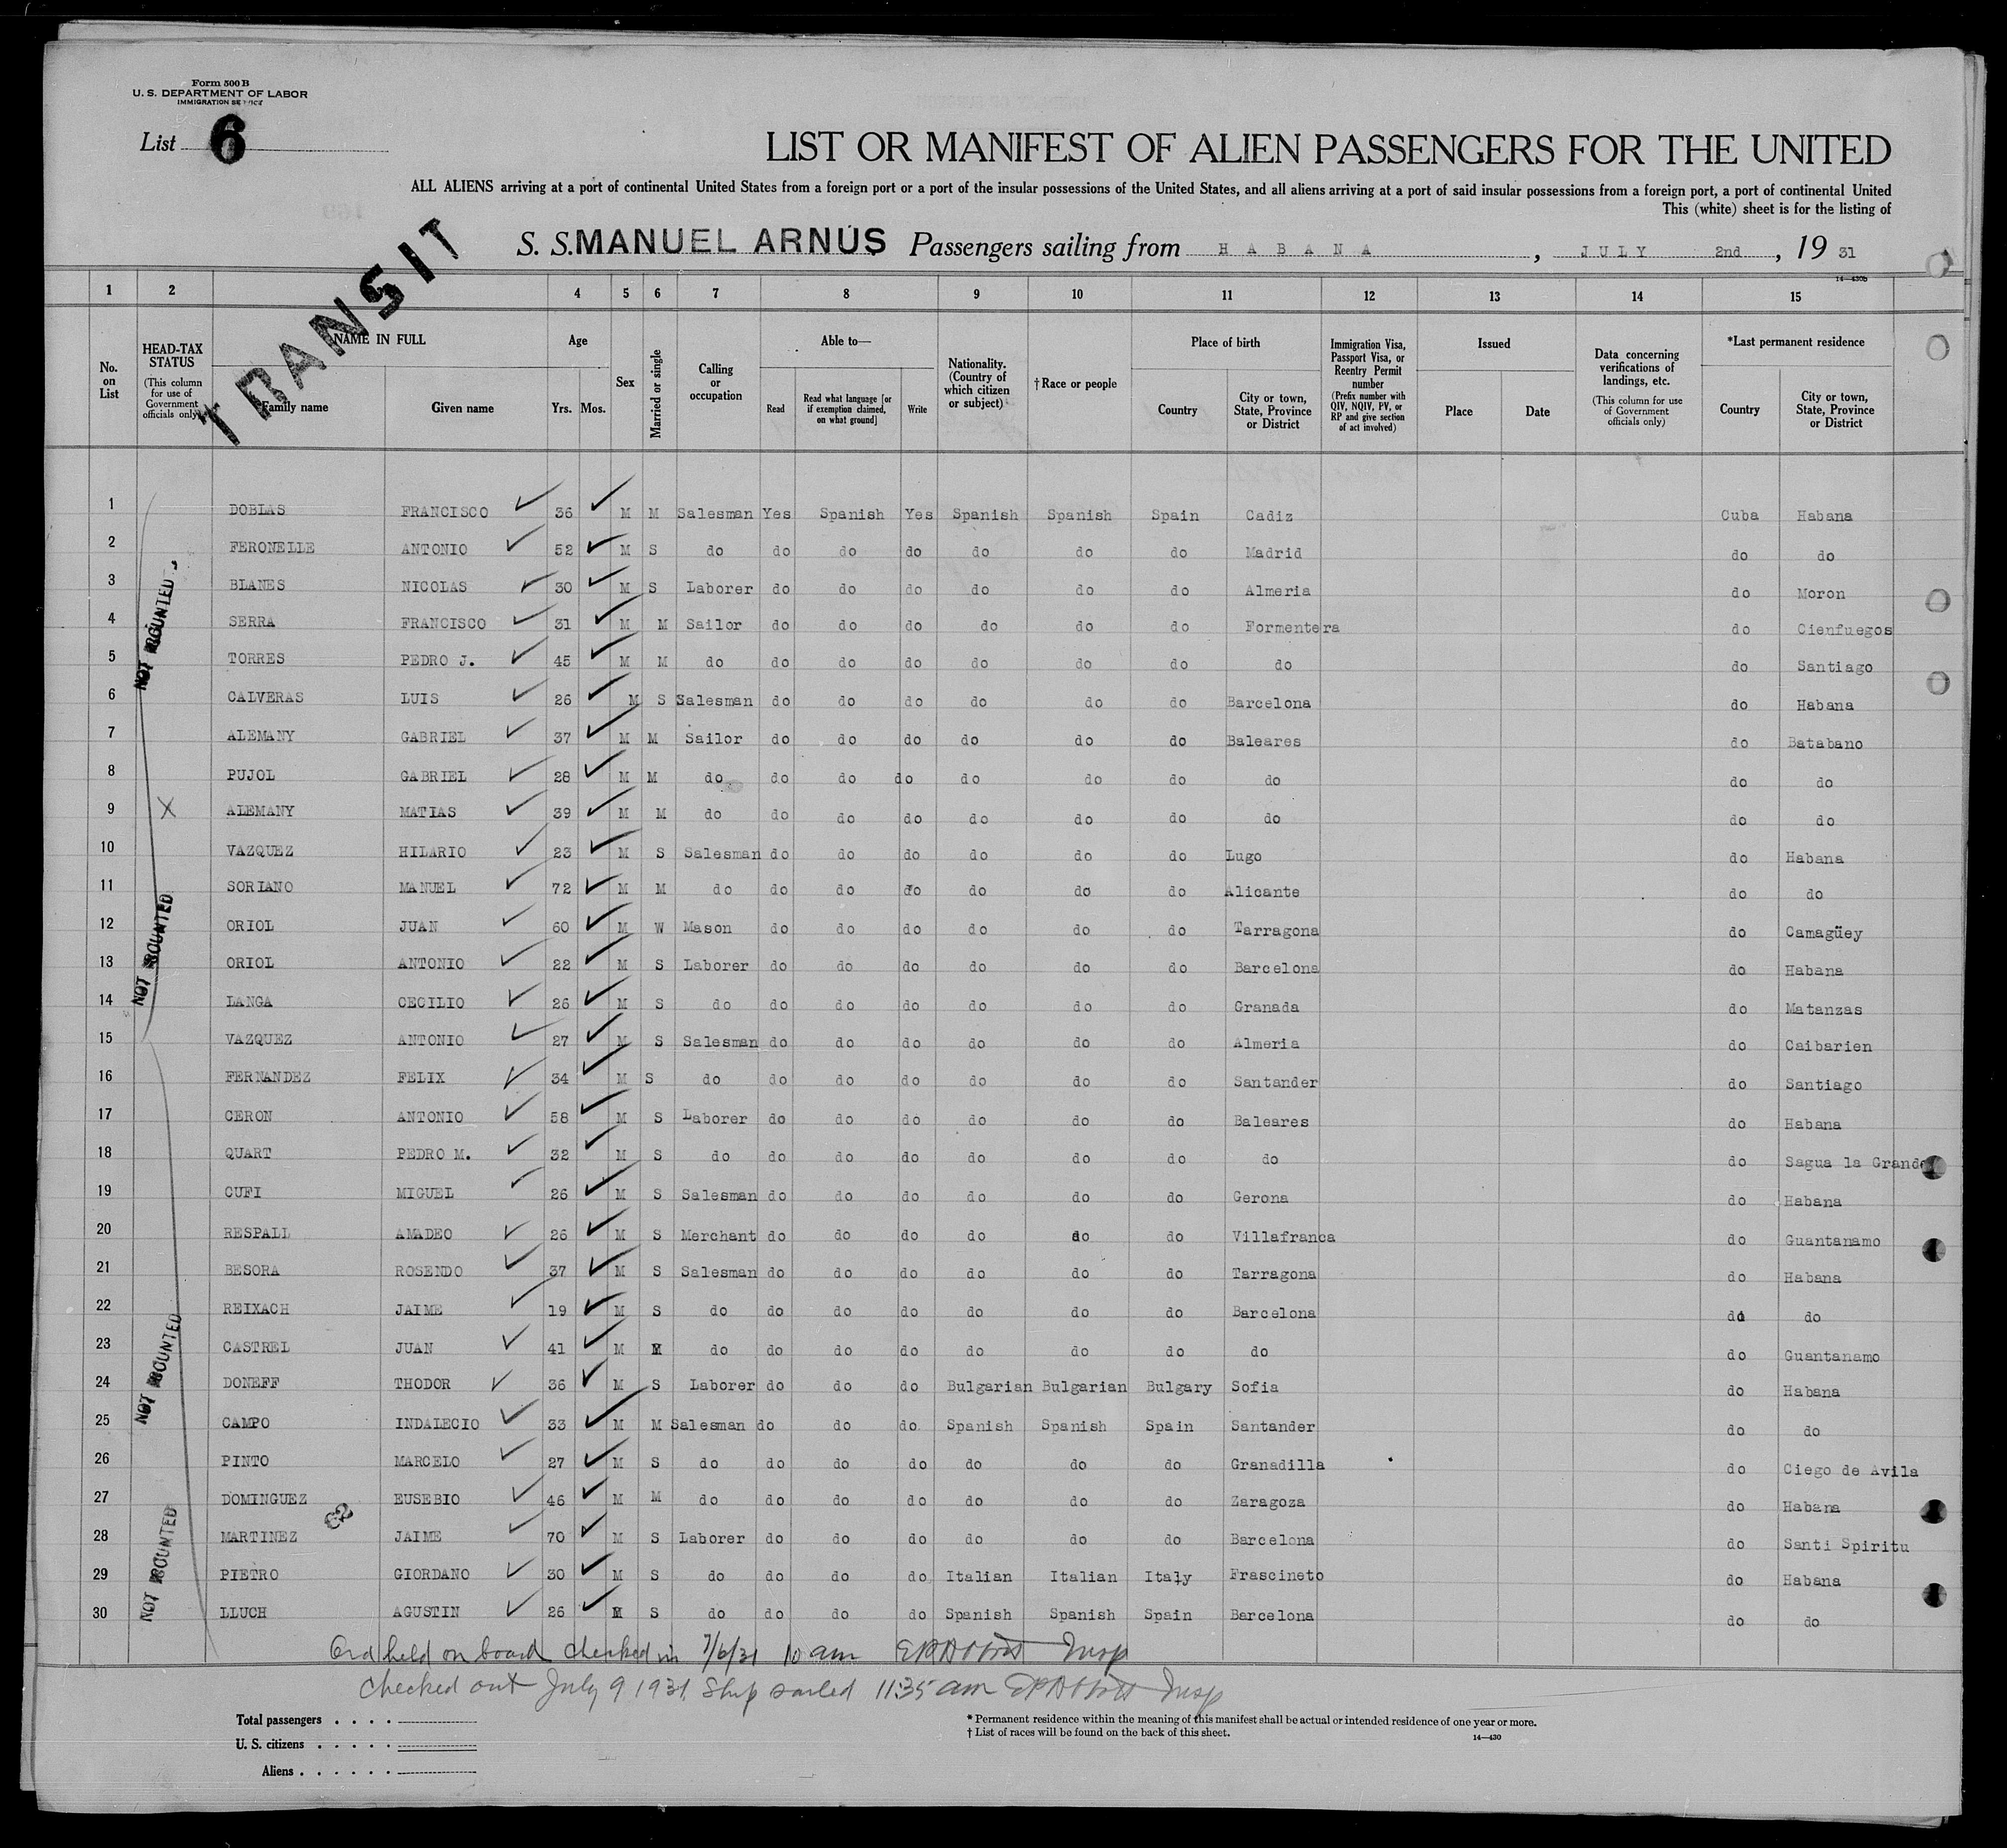 Form 500 B
U. S. DEPARTMENT OF LABOR
IMMIGRATION SERVICE
List 6
LIST OR MANIFEST OF ALIEN PASSENGERS FOR THE UNITED
ALL ALIENS arriving at a port of continental United States from a foreign port or a port of the insular possessions of the United States, and all aliens arriving at a port of said insular possessions from a foreign port, a port of continental United
This (white) sheet is for the listing of
S. S. MANUEL ARNÚS Passengers sailing from HABANA, JULY 2nd, 19 31
14—430b
TRANSIT
1 2 4 5 6 7 8 9 10 11 12 13 14 15
No. on List
HEAD-TAX STATUS (This column for use of Government officials only)
NAME IN FULL
Family name
Given name
Age
Yrs. Mos.
Sex
Married or single
Calling or occupation
Able to—
Read
Read what language [or if exemption claimed, on what ground]
Write
Nationality. (Country of which citizen or subject)
† Race or people
Place of birth
Country
City or town, State, Province or District
Immigration Visa, Passport Visa, or Reentry Permit number (Prefix number with QIV, NQIV, PV, or RP and give section of act involved)
Issued
Place
Date
Data concerning verifications of landings, etc. (This column for use of Government officials only)
*Last permanent residence
Country
City or town, State, Province or District
1 DOBLAS FRANCISCO 36 M M Salesman Yes Spanish Yes Spanish Spanish Spain Cadiz Cuba Habana
2 FERONELLE ANTONIO 52 M S do do do do do do do Madrid do do
3 BLANES NICOLAS 30 M S Laborer do do do do do do Almeria do Moron
4 SERRA FRANCISCO 31 M M Sailor do do do do do do Formentera do Cienfuegos
5 TORRES PEDRO J. 45 M M do do do do do do do do do Santiago
6 CALVERAS LUIS 26 M S Salesman do do do do do do Barcelona do Habana
7 ALEMANY GABRIEL 37 M M Sailor do do do do do do Baleares do Batabano
8 PUJOL GABRIEL 28 M M do do do do do do do do do do
9 X ALEMANY MATIAS 39 M M do do do do do do do do do do
10 VAZQUEZ HILARIO 23 M S Salesman do do do do do do Lugo do Habana
11 SORIANO MANUEL 72 M M do do do do do do do Alicante do do
12 ORIOL JUAN 60 M W Mason do do do do do do Tarragona do Camagüey
13 ORIOL ANTONIO 22 M S Laborer do do do do do do Barcelona do Habana
14 LANGA CECILIO 26 M S do do do do do do do Granada do Matanzas
15 VAZQUEZ ANTONIO 27 M S Salesman do do do do do do Almeria do Caibarien
16 FERNANDEZ FELIX 34 M S do do do do do do do Santander do Santiago
17 CERON ANTONIO 58 M S Laborer do do do do do do Baleares do Habana
18 QUART PEDRO M. 32 M S do do do do do do do do do Sagua la Grande
19 CUFI MIGUEL 26 M S Salesman do do do do do do Gerona do Habana
20 RESPALL AMADEO 26 M S Merchant do do do do do do Villafranca do Guantanamo
21 BESORA ROSENDO 37 M S Salesman do do do do do do Tarragona do Habana
22 REIXACH JAIME 19 M S do do do do do do do Barcelona do do
23 CASTREL JUAN 41 M M do do do do do do do do do Guantanamo
24 DONEFF THODOR 36 M S Laborer do do do Bulgarian Bulgarian Bulgary Sofia do Habana
25 CAMPO INDALECIO 33 M M Salesman do do do Spanish Spanish Spain Santander do do
26 PINTO MARCELO 27 M S do do do do do do do Granadilla do Ciego de Avila
27 DOMINGUEZ EUSEBIO 46 M M do do do do do do do Zaragoza do Habana
28 MARTINEZ JAIME 70 M S Laborer do do do do do do Barcelona do Santi Spiritu
29 PIETRO GIORDANO 30 M S do do do do Italian Italian Italy Frascineto do Habana
30 LLUCH AGUSTIN 26 M S do do do do Spanish Spanish Spain Barcelona do do
NOT COUNTED
NOT COUNTED
NOT COUNTED
NOT COUNTED
held on board checked in 7/6/31 10 am Insp
checked out July 9 1931 Ship sailed 11:35 am Insp
Total passengers
U. S. citizens
Aliens
* Permanent residence within the meaning of this manifest shall be actual or intended residence of one year or more.
† List of races will be found on the back of this sheet.
14—430